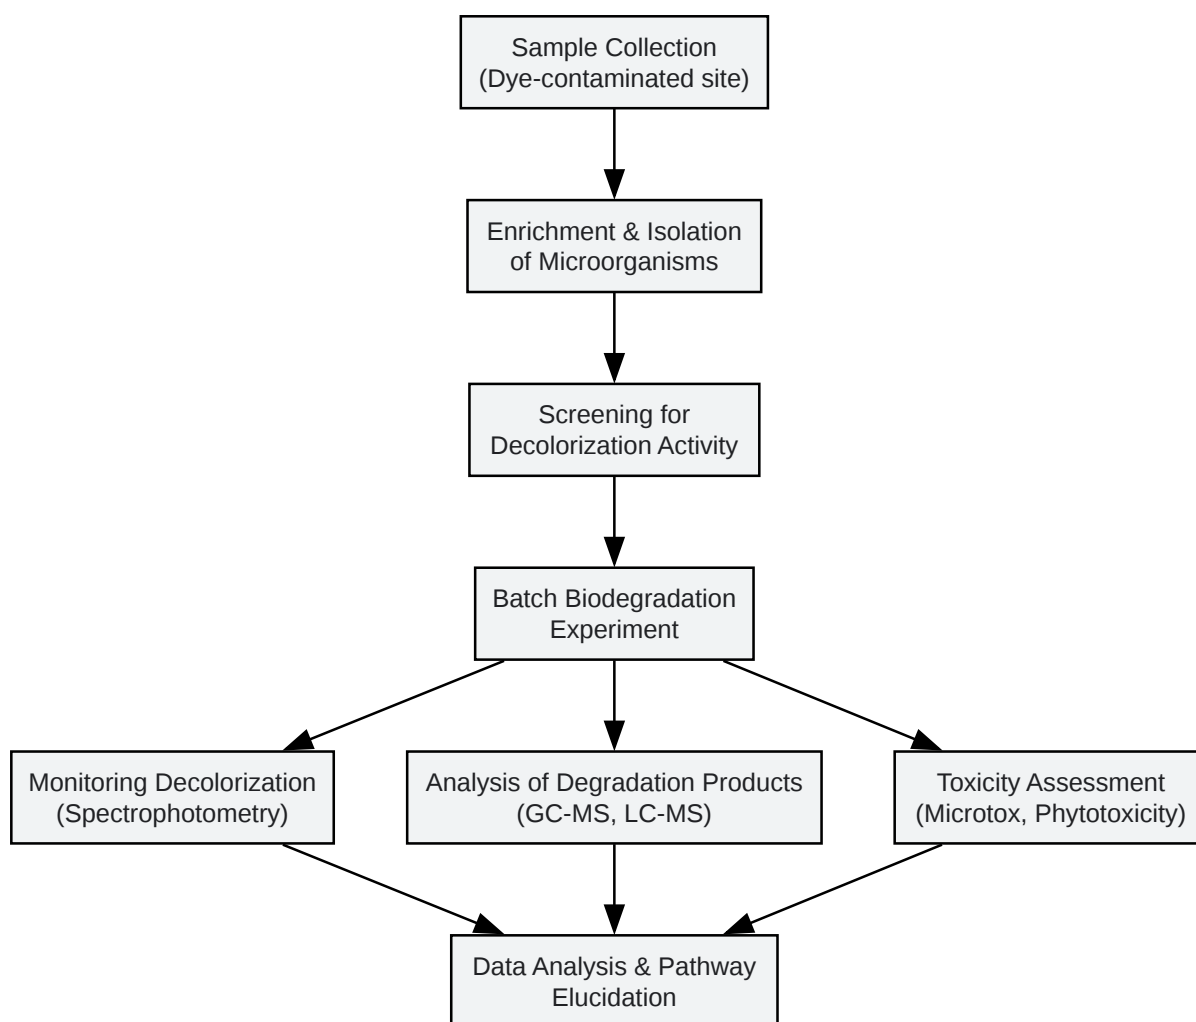 Sample Collection
(Dye-contaminated site)
Enrichment & Isolation
of Microorganisms
Screening for
Decolorization Activity
Batch Biodegradation
Experiment
Monitoring Decolorization
(Spectrophotometry)
Analysis of Degradation Products
(GC-MS, LC-MS)
Toxicity Assessment
(Microtox, Phytotoxicity)
Data Analysis & Pathway
Elucidation